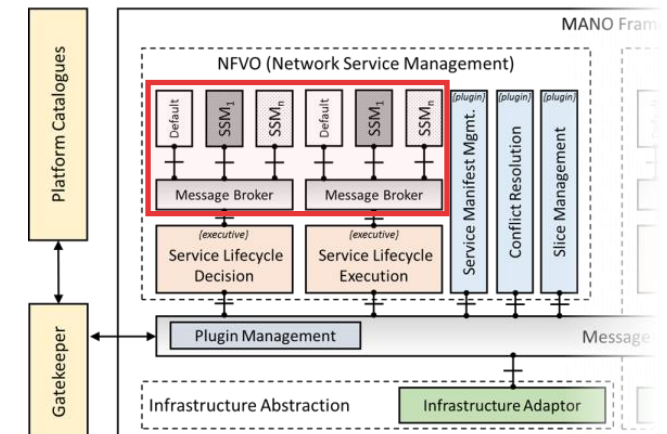 MANO Fram
NFVO (Network Service Management)
Platform Catalogues
Default
SSM1
SSMn
Default
SSM1
SSMn
{plugin}
Service Manifest Mgmt.
{plugin}
Conflict Resolution
{plugin}
Slice Management
Message Broker
Message Broker
{executive}
Service Lifecycle
Decision
{executive}
Service Lifecycle
Execution
Gatekeeper
Plugin Management
Message
Infrastructure Abstraction
Infrastructure Adaptor